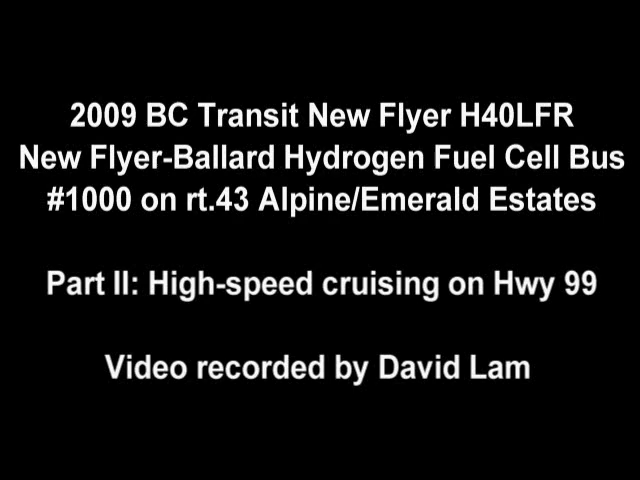 2009 BC Transit New Flyer H40LFR
New Flyer-Ballard Hydrogen Fuel Cell Bus
#1000 on rt.43 Alpine/Emerald Estates
Part II: High-speed cruising on Hwy 99
Video recorded by David Lam